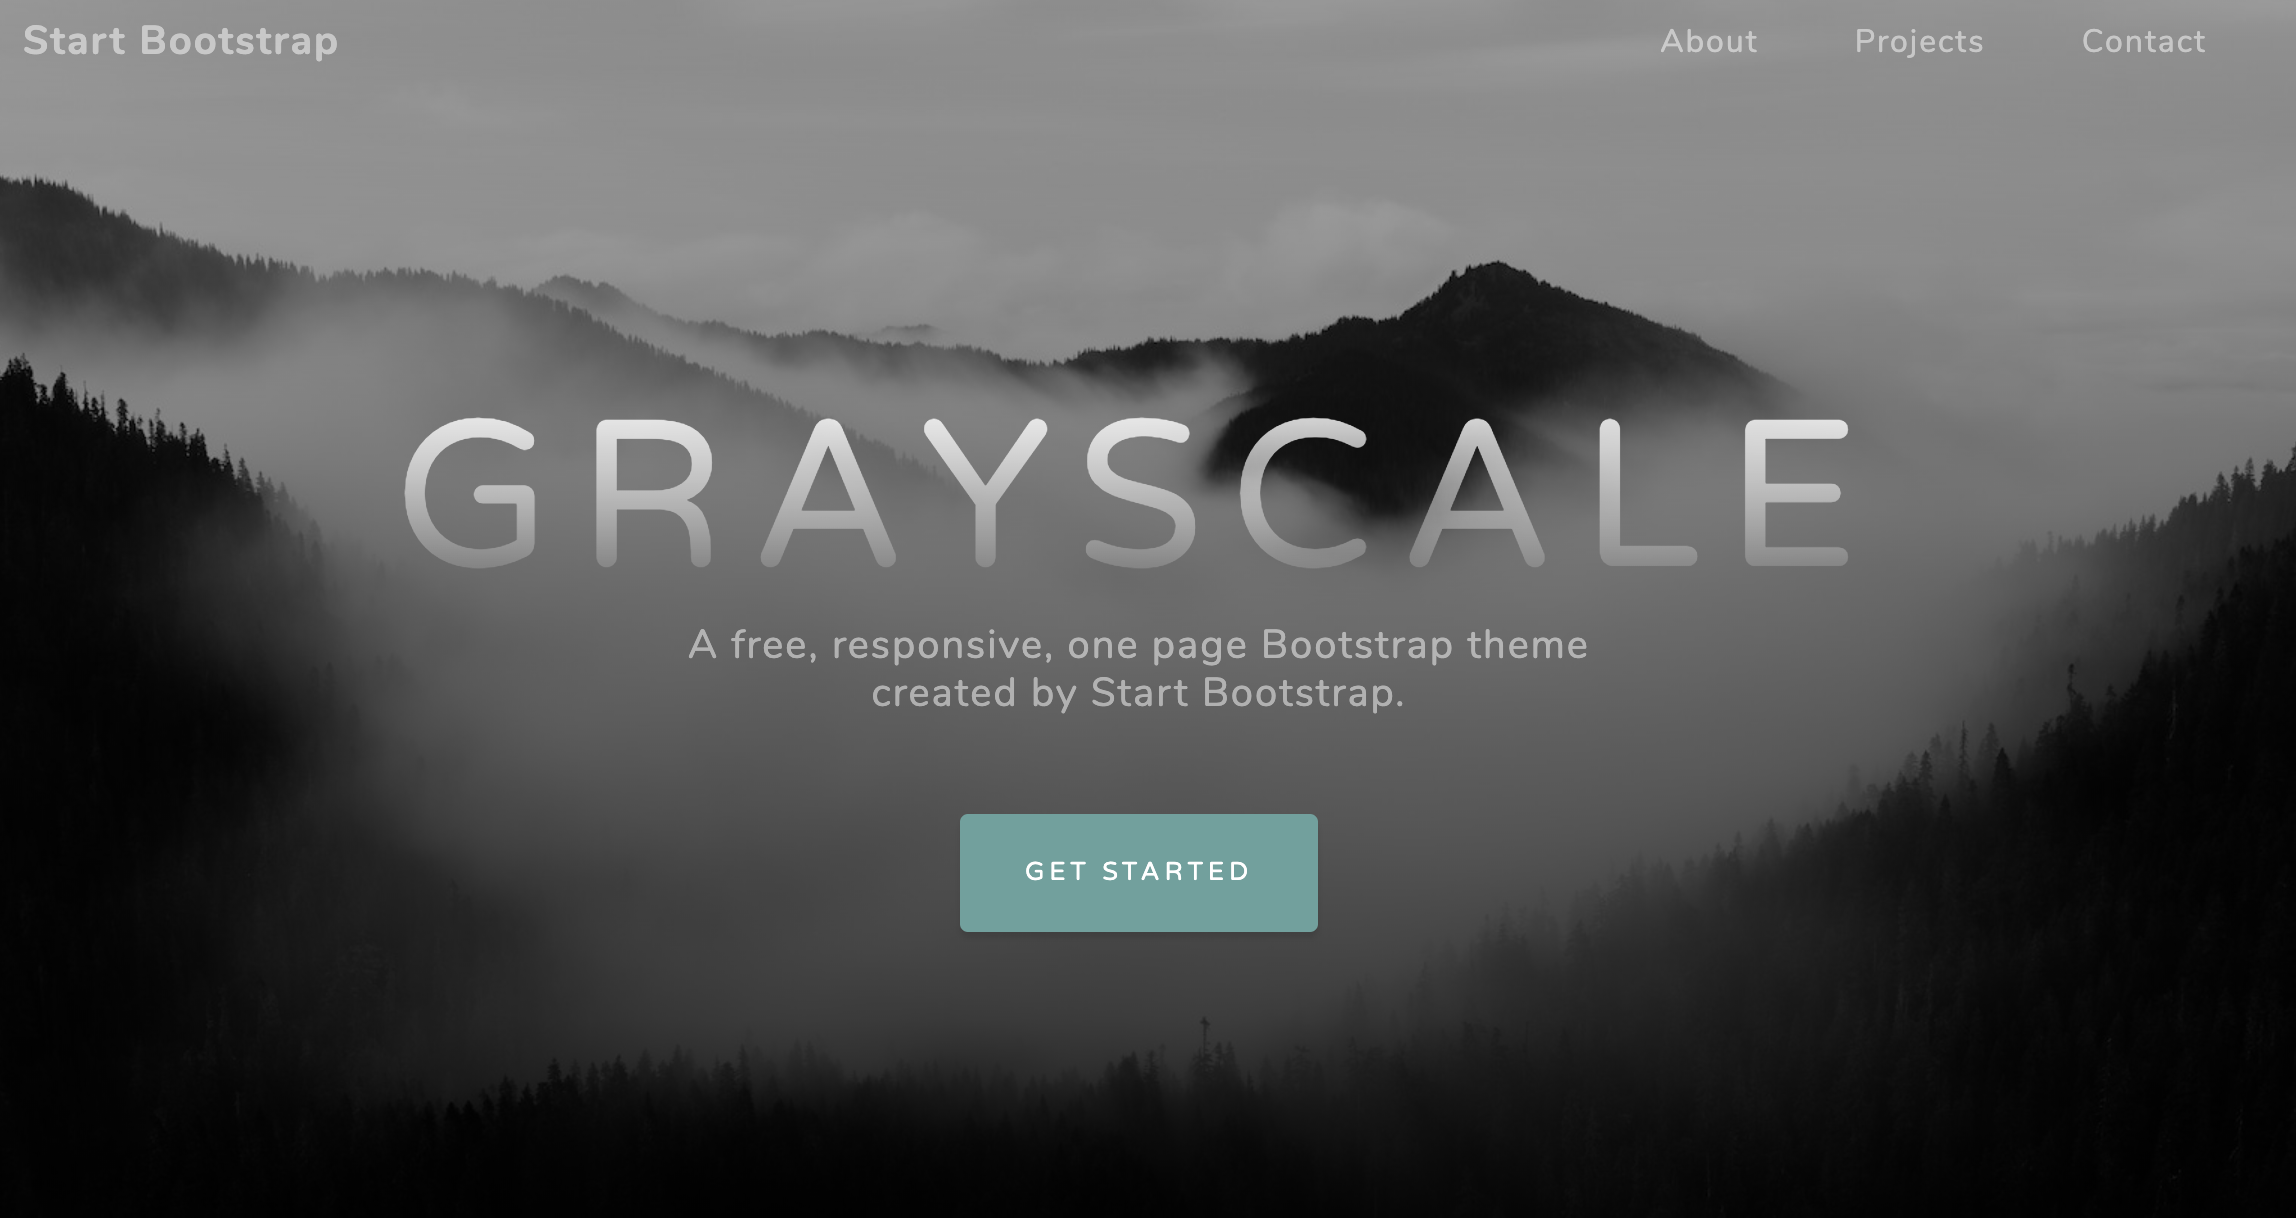 Start Bootstrap
About
Projects
Contact
GRAYSCALE
A free, responsive, one page Bootstrap theme
created by Start Bootstrap.
GET STARTED